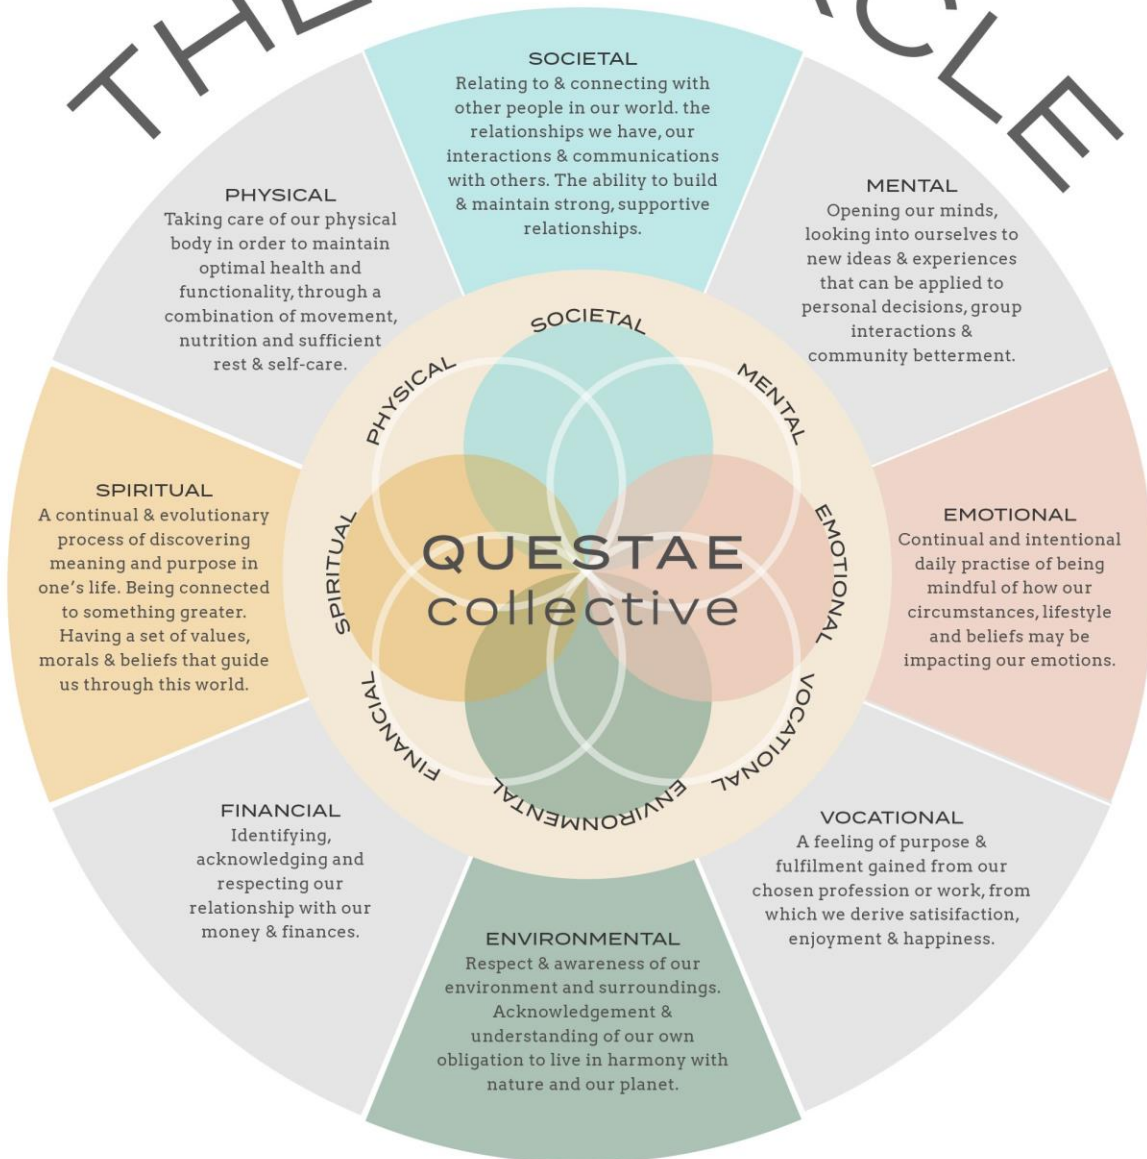 THE
CLE
SOCIETAL
Relating to & connecting with
other people in our world. the
relationships we have, our
interactions & communications
with others. The ability to build
& maintain strong, supportive
relationships.
MENTAL
Opening our minds,
looking into ourselves to
new ideas & experiences
that can be applied to
personal decisions, group
interactions &
community betterment.
EMOTIONAL
Continual and intentional
daily practise of being
mindful of how our
circumstances, lifestyle
and beliefs may be
impacting our emotions.
VOCATIONAL
A feeling of purpose &
fulfilment gained from our
chosen profession or work, from
which we derive satisifaction,
enjoyment & happiness.
ENVIRONMENTAL
Respect & awareness of our
environment and surroundings.
Acknowledgement &
understanding of our own
obligation to live in harmony with
nature and our planet.
FINANCIAL
Identifying,
acknowledging and
respecting our
relationship with our
money & finances.
SPIRITUAL
A continual & evolutionary
process of discovering
meaning and purpose in
one's life. Being connected
to something greater.
Having a set of values,
morals & beliefs that guide
us through this world.
PHYSICAL
Taking care of our physical
body in order to maintain
optimal health and
functionality, through a
combination of movement,
nutrition and sufficient
rest & self-care.
SOCIETAL
MENTAL
EMOTIONAL
VOCATIONAL
ENVIRONMENTAL
FINANCIAL
SPIRITUAL
PHYSICAL
QUESTAE
collective